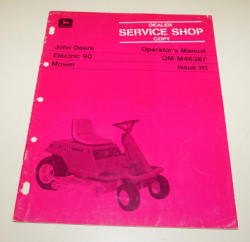 DEALER
SERVICE SHOP
COPY
John Deere
Electric 90
Mower
Operator's Manual
OM-M46367
Issue H1